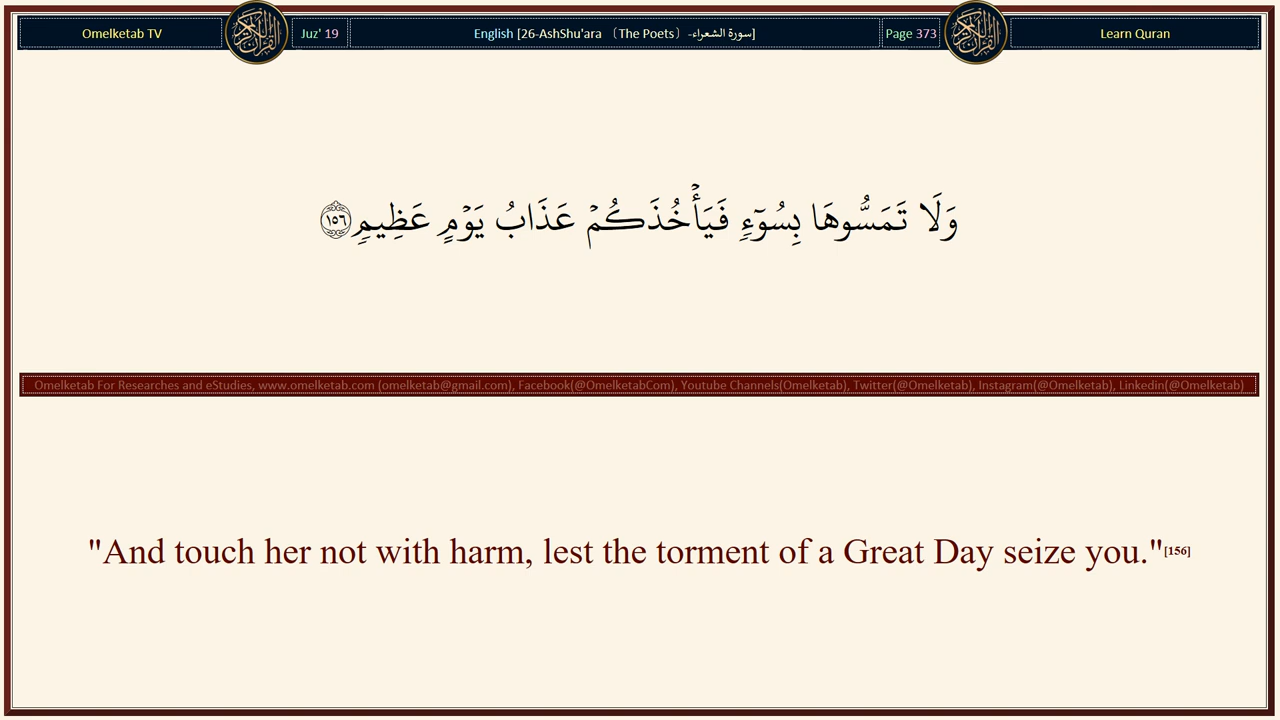 Omelketab TV
Juz' 19
English [26-AshShu'ara （The Poets）-سورة الشعراء]
Page 373
Learn Quran
وَلَا تَمَسُّوهَا بِسُوٓءٖ فَيَأۡخُذَكُمۡ عَذَابُ يَوۡمٍ عَظِيمٖ ١٥٦
Omelketab For Researches and eStudies, www.omelketab.com (omelketab@gmail.com), Facebook(@OmelketabCom), Youtube Channels(Omelketab), Twitter(@Omelketab), Instagram(@Omelketab), Linkedin(@Omelketab)
"And touch her not with harm, lest the torment of a Great Day seize you."[156]